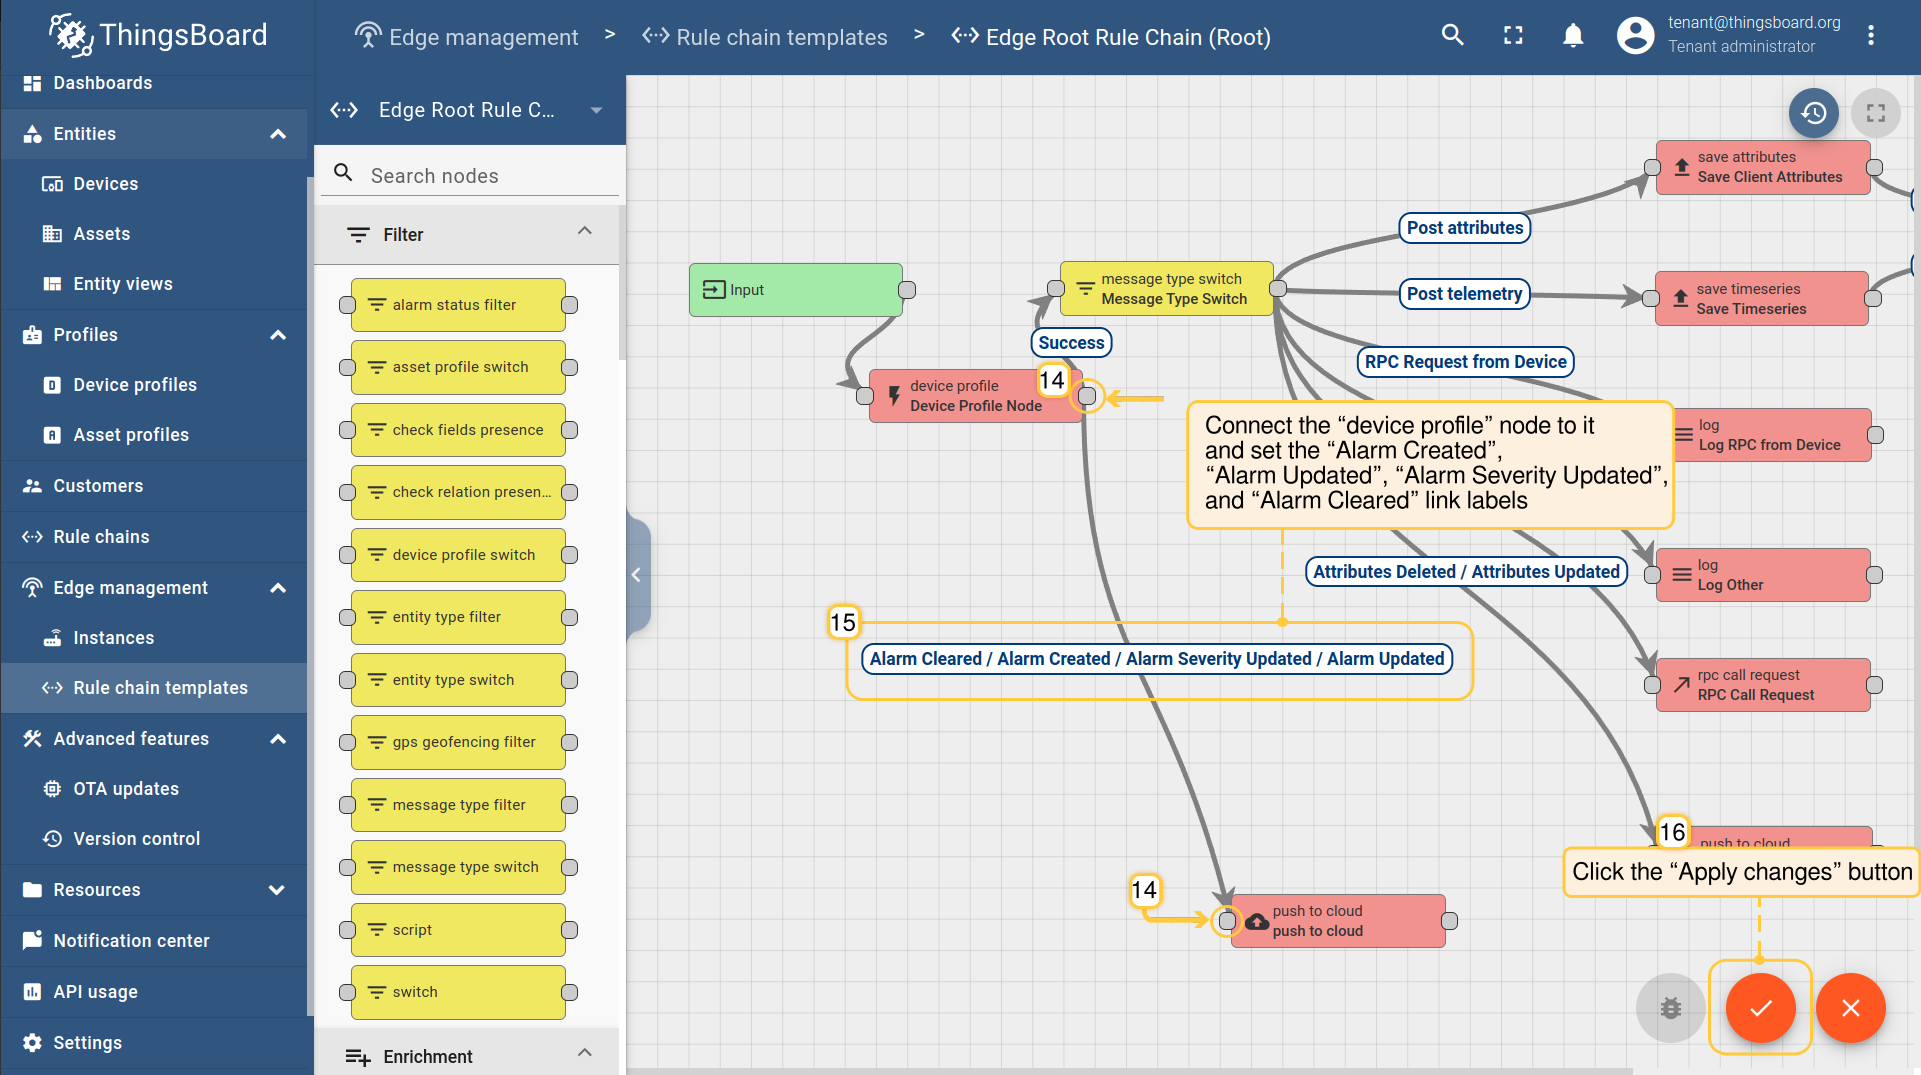 ThingsBoard
Edge management > Rule chain templates > Edge Root Rule Chain (Root)
tenant@thingsboard.org
Tenant administrator
Dashboards
Entities
Devices
Assets
Entity views
Profiles
Device profiles
Asset profiles
Customers
Rule chains
Edge management
Instances
Rule chain templates
Advanced features
OTA updates
Version control
Resources
Notification center
API usage
Settings
Edge Root Rule C...
Search nodes
Filter
alarm status filter
asset profile switch
check fields presence
check relation presen...
device profile switch
entity type filter
entity type switch
gps geofencing filter
message type filter
message type switch
script
switch
Enrichment
Input
message type switch
Message Type Switch
Success
device profile
Device Profile Node
14
Post attributes
Post telemetry
RPC Request from Device
save attributes
Save Client Attributes
save timeseries
Save Timeseries
log
Log RPC from Device
Connect the “device profile” node to it
and set the “Alarm Created”,
“Alarm Updated”, “Alarm Severity Updated”,
and “Alarm Cleared” link labels
Attributes Deleted / Attributes Updated
log
Log Other
15
Alarm Cleared / Alarm Created / Alarm Severity Updated / Alarm Updated
rpc call request
RPC Call Request
16
push to cloud
Click the “Apply changes” button
14
push to cloud
push to cloud